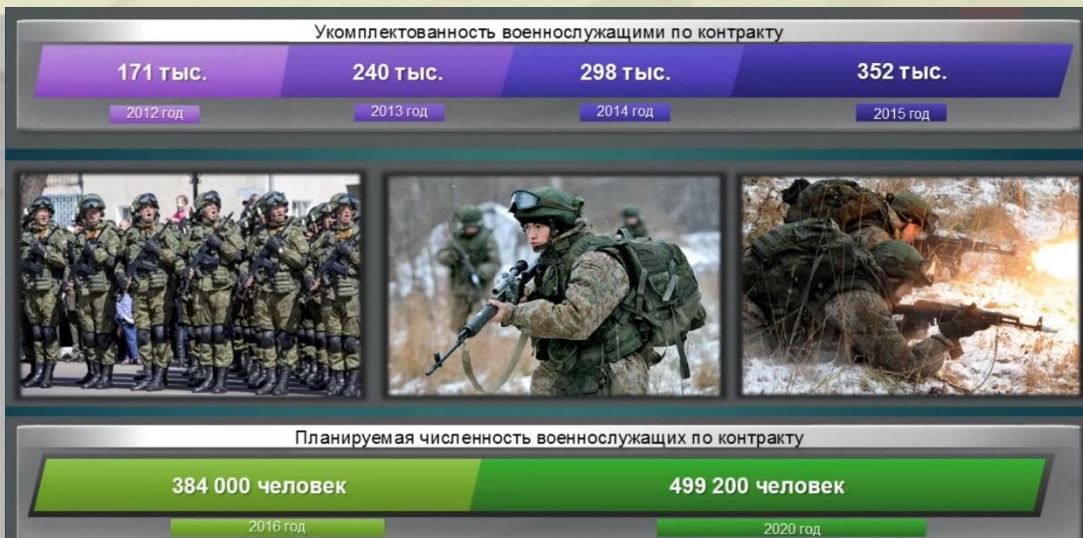 Укомплектованность военнослужащими по контракту
171 тыс. 240 тыс. 298 тыс. 352 тыс.
2012 год 2013 год 2014 год 2015 год
Планируемая численность военнослужащих по контракту
384 000 человек 499 200 человек
2016 год 2020 год